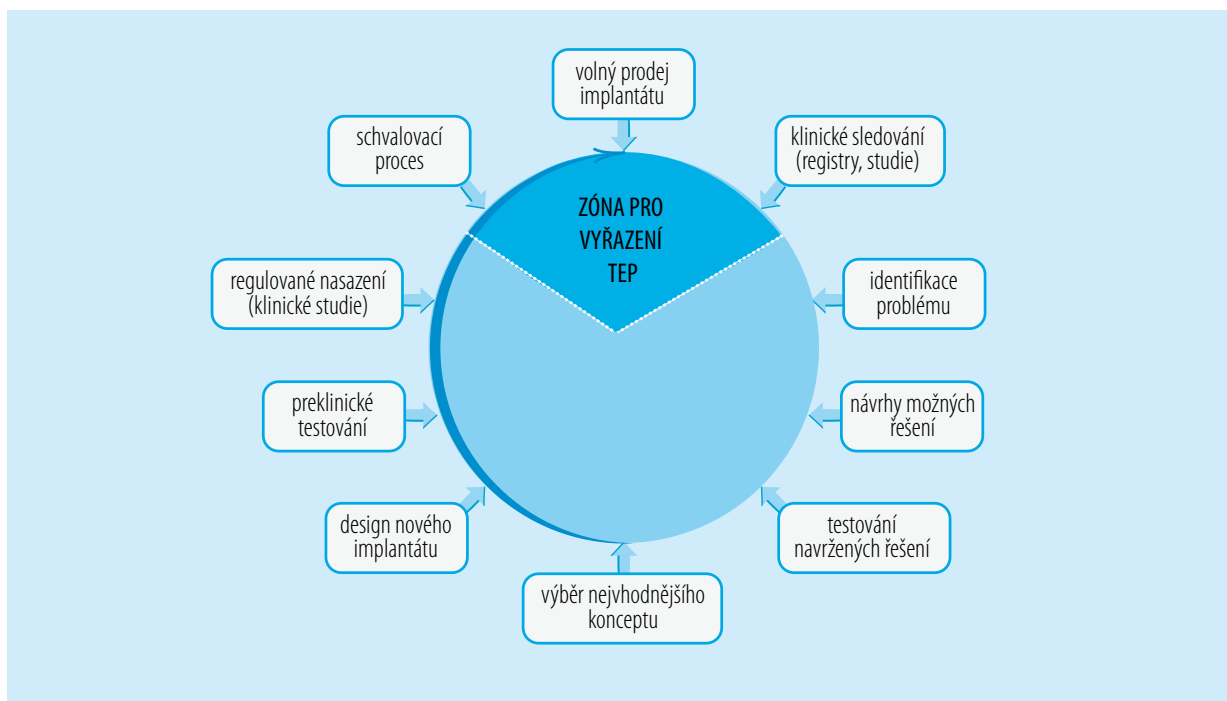 volný prodej
implantátu
klinické sledování
(registry, studie)
schvalovací
proces
ZÓNA PRO
VYŘAZENÍ
TEP
regulované nasazení
(klinické studie)
identifikace
problému
preklinické
testování
návrhy možných
řešení
design nového
implantátu
testování
navržených řešení
výběr nejvhodnějšího
konceptu